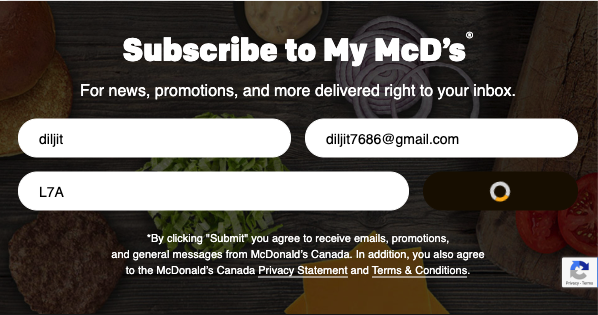 Subscribe to My McD's®
For news, promotions, and more delivered right to your inbox.
diljit
diljit7686@gmail.com
L7A
*By clicking "Submit" you agree to receive emails, promotions,
and general messages from McDonald's Canada. In addition, you also agree
to the McDonald's Canada Privacy Statement and Terms & Conditions.
Privacy - Terms